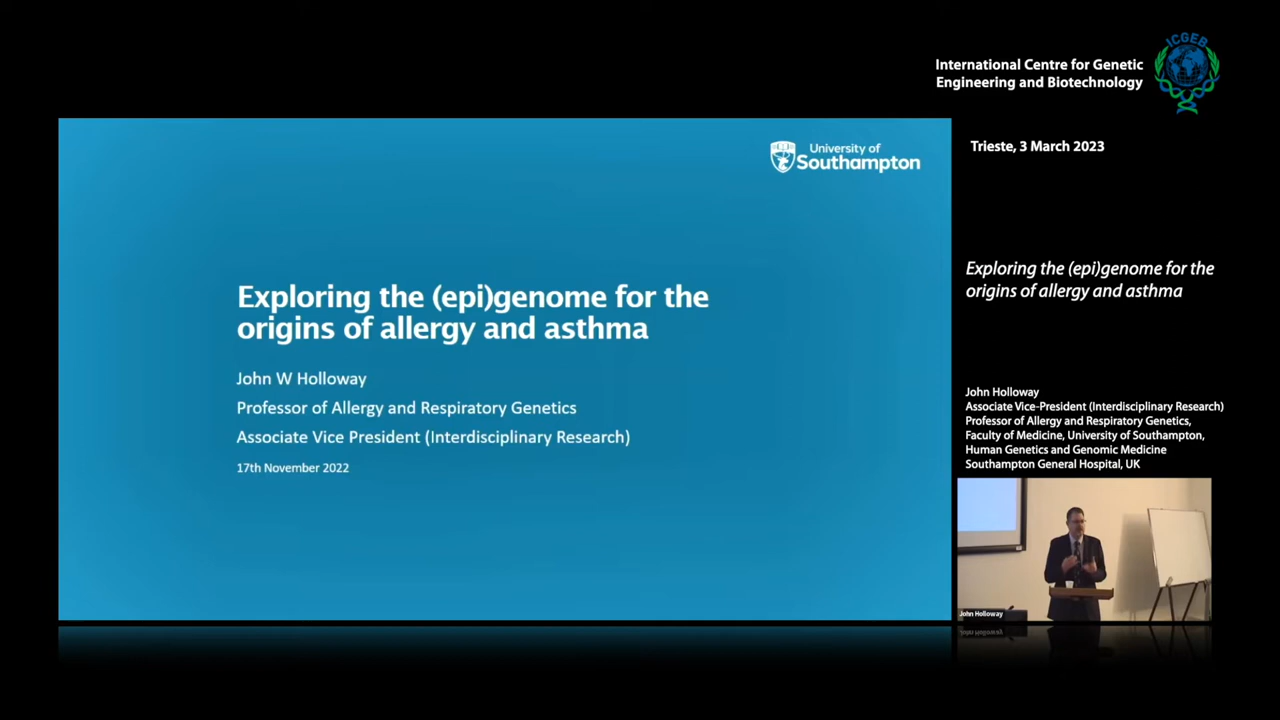 ICGEB
International Centre for Genetic
Engineering and Biotechnology
Trieste, 3 March 2023
University of
Southampton
Exploring the (epi)genome for the
origins of allergy and asthma
John W Holloway
Professor of Allergy and Respiratory Genetics
Associate Vice President (Interdisciplinary Research)
17th November 2022
Exploring the (epi)genome for the
origins of allergy and asthma
John Holloway
Associate Vice-President (Interdisciplinary Research)
Professor of Allergy and Respiratory Genetics,
Faculty of Medicine, University of Southampton,
Human Genetics and Genomic Medicine
Southampton General Hospital, UK
John Holloway